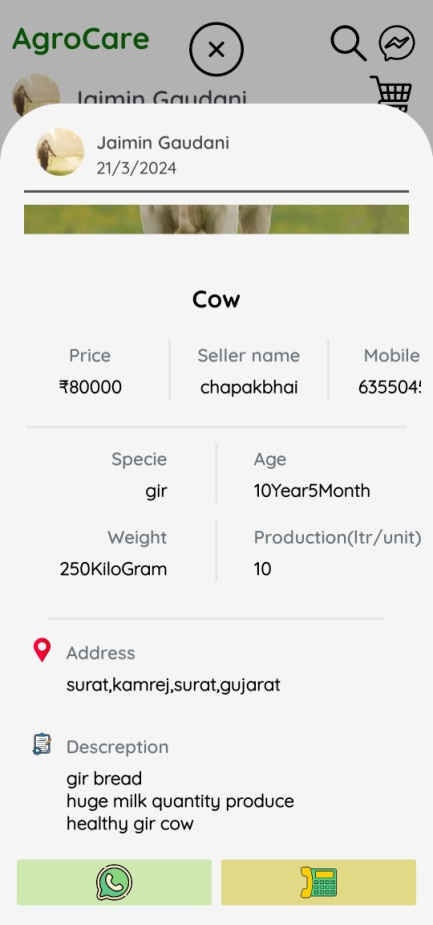 AgroCare
Jaimin Gaudani
Jaimin Gaudani
21/3/2024
Cow
Price
Seller name
Mobile
₹80000
chapakbhai
635504
Specie
Age
gir
10Year5Month
Weight
Production(ltr/unit)
250KiloGram
10
Address
surat,kamrej,surat,gujarat
Descreption
gir bread
huge milk quantity produce
healthy gir cow